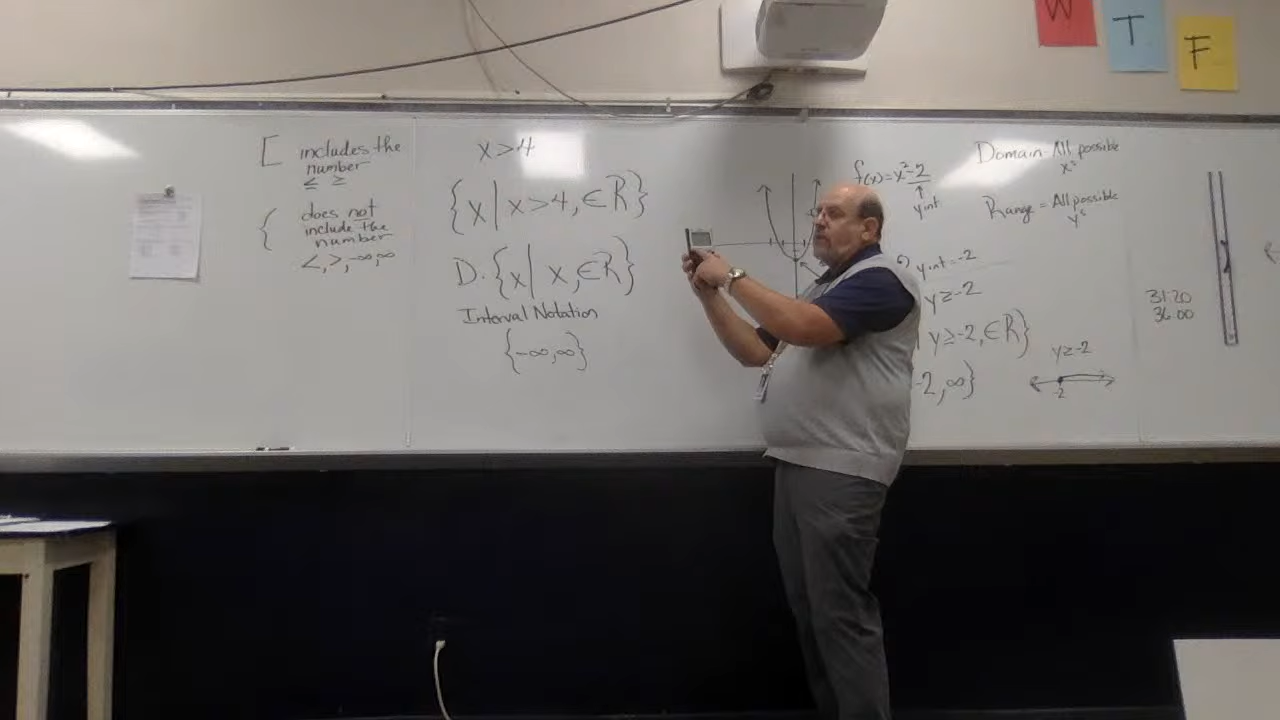 W
T
F
[ includes the
number
≤ ≥
{ does not
include the
number
<, >, -∞, ∞
x > 4
{x | x > 4, ∈ R}
D. {x | x, ∈ R}
Interval Notation
{-∞, ∞}
f(x) = x² - 2
↑
y int
y int = -2
y ≥ -2
y ≥ -2, ∈ R}
-2, ∞}
Domain - All possible
x's
Range = All possible
y's
y ≥ -2
-2
31.20
36.00